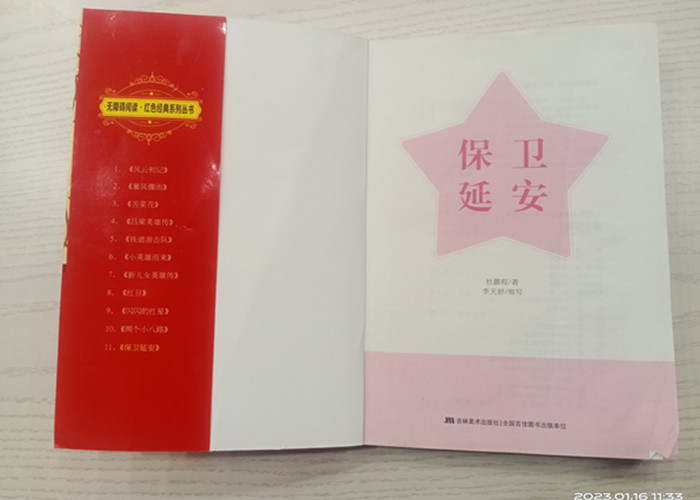 无障碍阅读·红色经典系列丛书
1.《风云初记》
2.《暴风骤雨》
3.《苦菜花》
4.《吕梁英雄传》
5.《铁道游击队》
6.《小英雄雨来》
7.《新儿女英雄传》
8.《红日》
9.《闪闪的红星》
10.《两个小八路》
11.《保卫延安》
保卫
延安
杜鹏程/著
李天舒/缩写
吉林美术出版社|全国百佳图书出版单位
2023.01.16 11:33